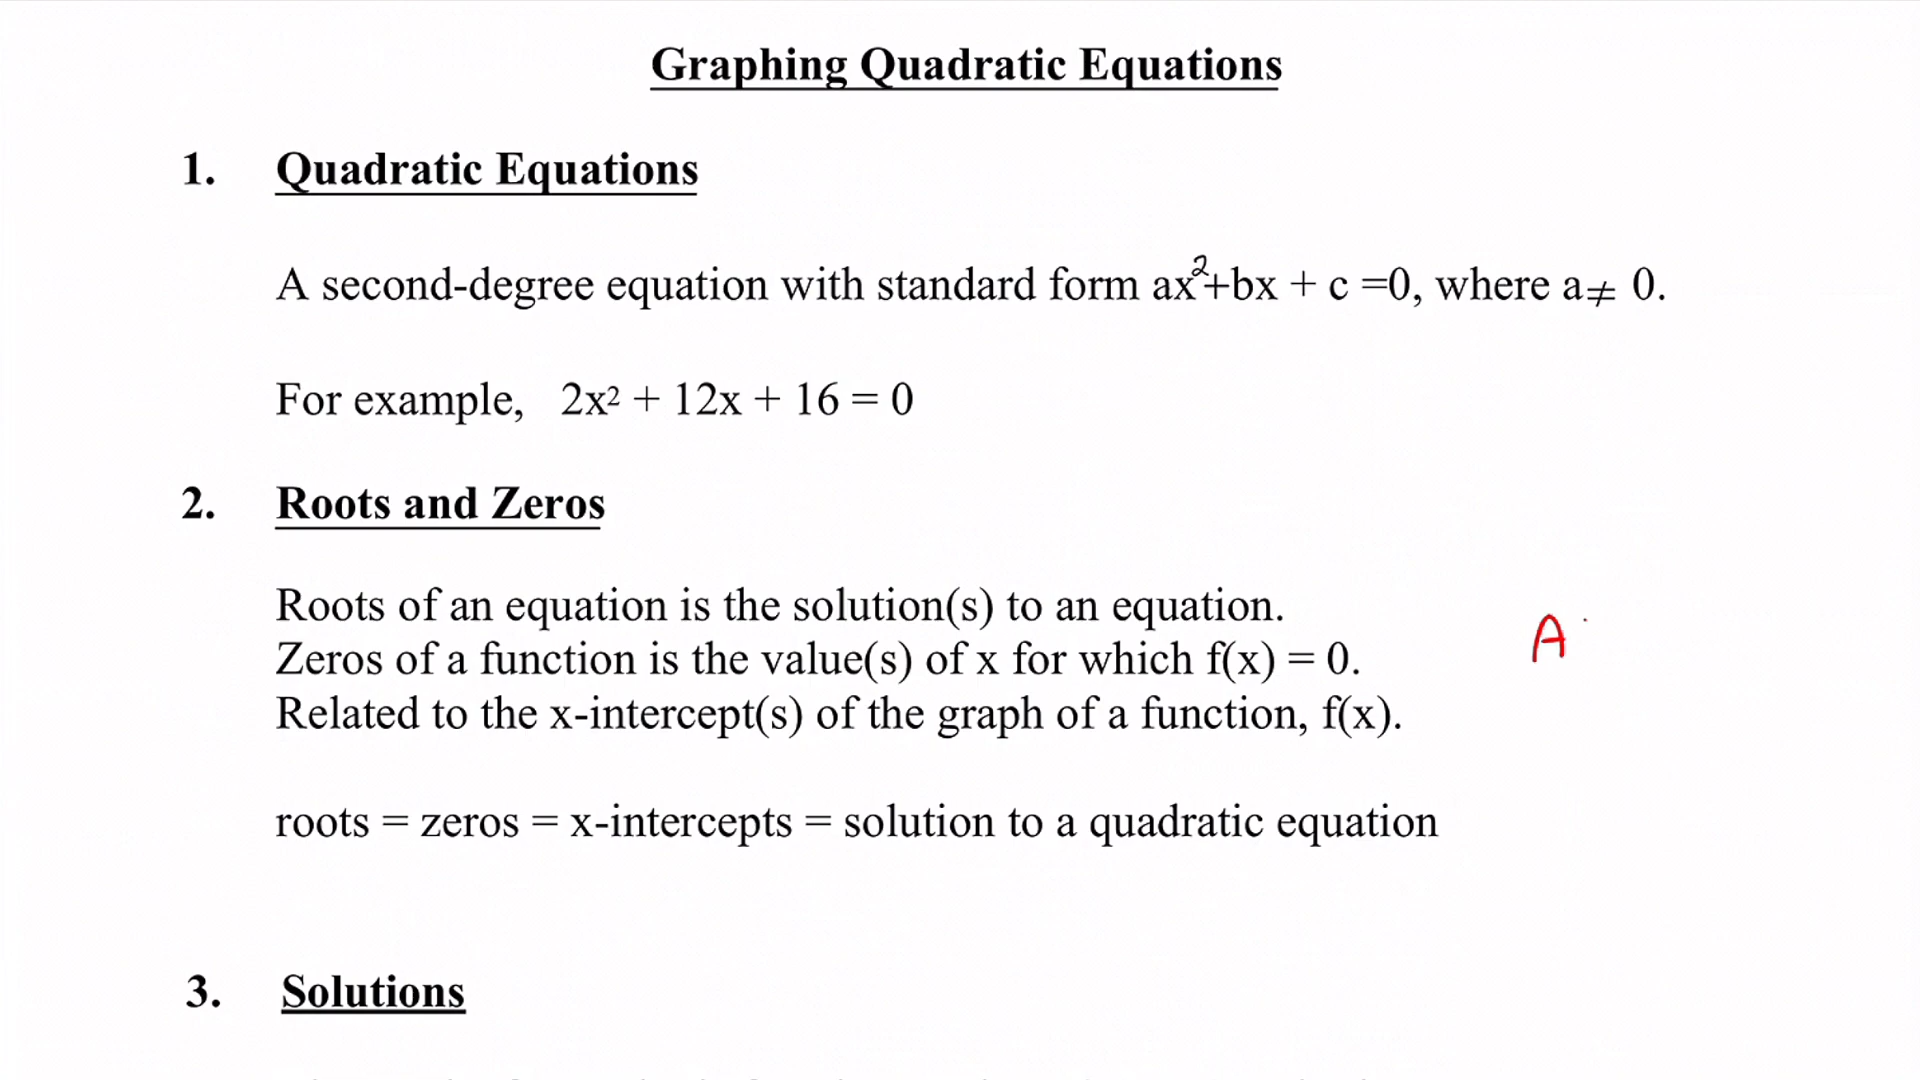 Graphing Quadratic Equations
1. Quadratic Equations
A second-degree equation with standard form ax²+bx + c =0, where a≠ 0.
For example, 2x² + 12x + 16 = 0
2. Roots and Zeros
Roots of an equation is the solution(s) to an equation.
Zeros of a function is the value(s) of x for which f(x) = 0.
A
Related to the x-intercept(s) of the graph of a function, f(x).
roots = zeros = x-intercepts = solution to a quadratic equation
3. Solutions